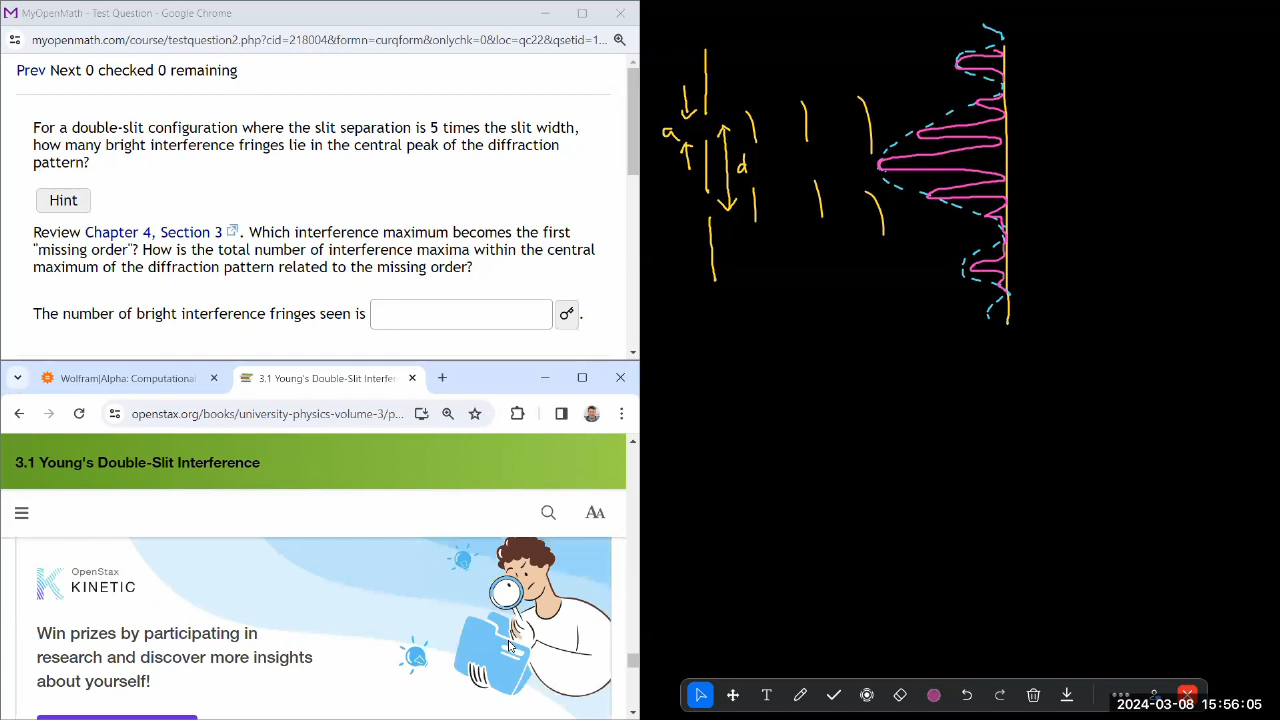 MyOpenMath - Test Question - Google Chrome
myopenmath.com/course/testquestion2.php?cid=218004&formn=curqform&onlychk=0&loc=qc22&qsetid=1...
Prev Next 0 checked 0 remaining
For a double-slit configuration where the slit separation is 5 times the slit width,
how many bright interference fringes lie in the central peak of the diffraction
pattern?
Hint
Review Chapter 4, Section 3. Which interference maximum becomes the first
"missing order"? How is the total number of interference maxima within the central
maximum of the diffraction pattern related to the missing order?
The number of bright interference fringes seen is .
Wolfram|Alpha: Computational
3.1 Young's Double-Slit Interfer
openstax.org/books/university-physics-volume-3/p...
3.1 Young's Double-Slit Interference
AA
OpenStax
KINETIC
Win prizes by participating in
research and discover more insights
about yourself!
a
d
T
2024-03-08 15:56:05